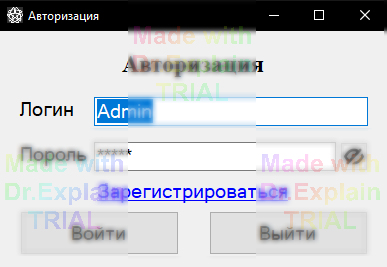 Авторизация
Made with
Авторизация
TRIAL
Логин Admin
Пароль *****
Made with Made with
Dr.Explain Dr.Explain
Зарегистрироваться
TRIAL TRIAL
Войти Выйти